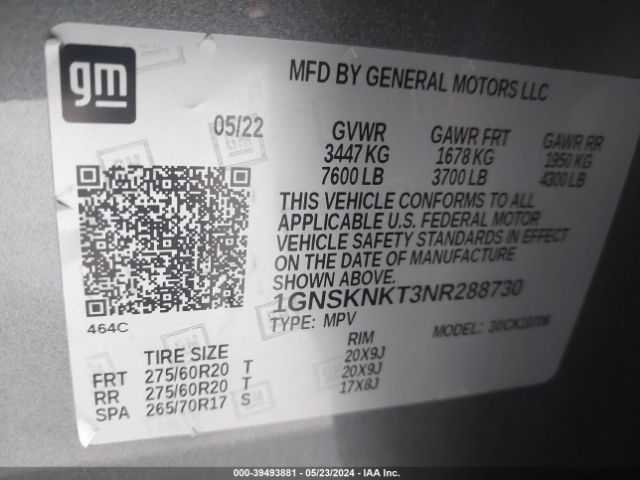 gm
MFD BY GENERAL MOTORS LLC
05/22
GVWR GAWR FRT GAWR RR
3447 KG 1678 KG 1950 KG
7600 LB 3700 LB 4300 LB
THIS VEHICLE CONFORMS TO ALL
APPLICABLE U.S. FEDERAL MOTOR
VEHICLE SAFETY STANDARDS IN EFFECT
ON THE DATE OF MANUFACTURE
SHOWN ABOVE.
1GNSKNKT3NR288730
464C
TYPE: MPV MODEL: 30CK10706
TIRE SIZE RIM
FRT 275/60R20 T 20X9J
RR 275/60R20 T 20X9J
SPA 265/70R17 S 17X8J
000-39493881 - 05/23/2024 - IAA Inc.